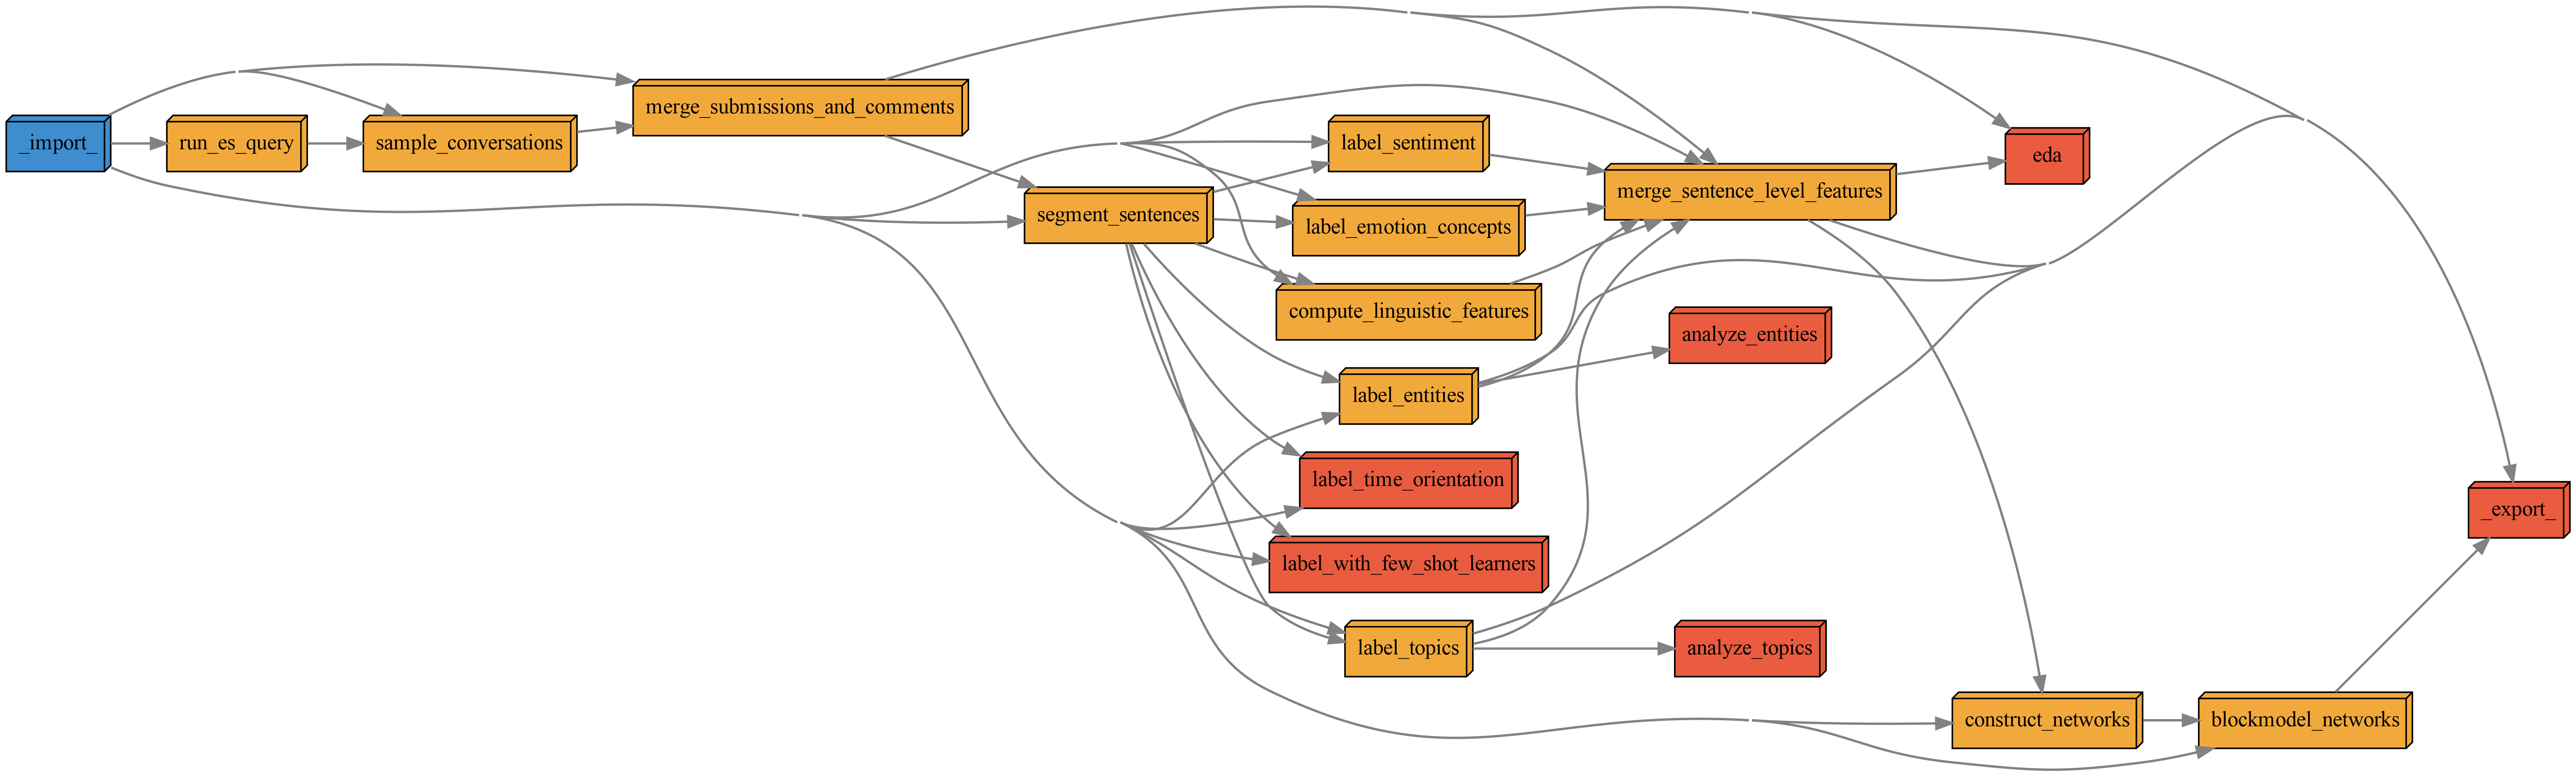 _import_
run_es_query
sample_conversations
merge_submissions_and_comments
segment_sentences
label_sentiment
label_emotion_concepts
compute_linguistic_features
label_entities
label_time_orientation
label_with_few_shot_learners
label_topics
merge_sentence_level_features
analyze_entities
analyze_topics
eda
construct_networks
blockmodel_networks
_export_